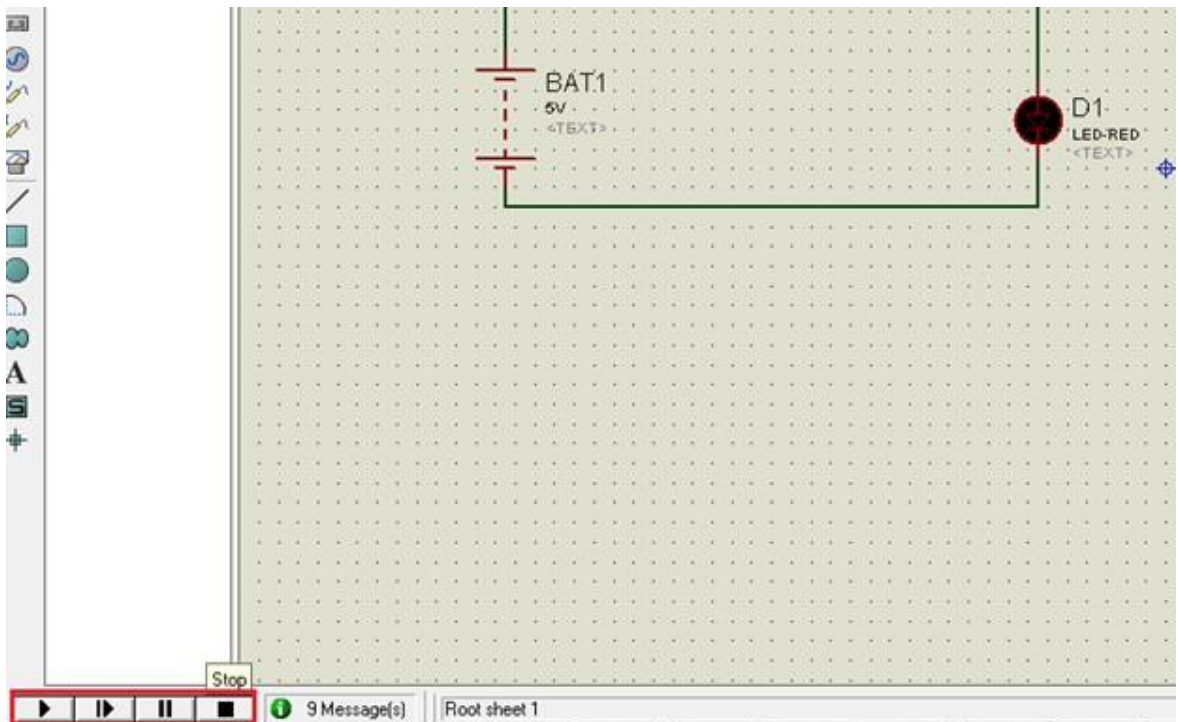 BAT1
5V
<TEXT>
D1
LED-RED
<TEXT>
A
S
Stop
9 Message(s)
Root sheet 1